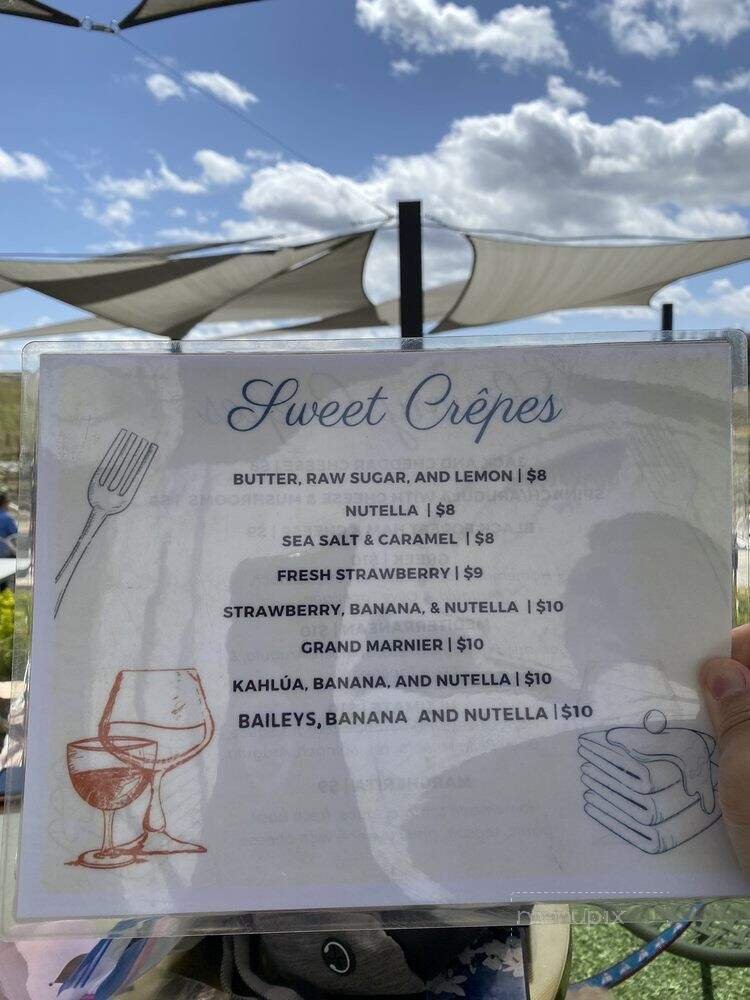 Sweet Crêpes
BUTTER, RAW SUGAR, AND LEMON | $8
NUTELLA | $8
SEA SALT & CARAMEL | $8
FRESH STRAWBERRY | $9
STRAWBERRY, BANANA, & NUTELLA | $10
GRAND MARNIER | $10
KAHLÚA, BANANA, AND NUTELLA | $10
BAILEYS, BANANA AND NUTELLA | $10
menupix